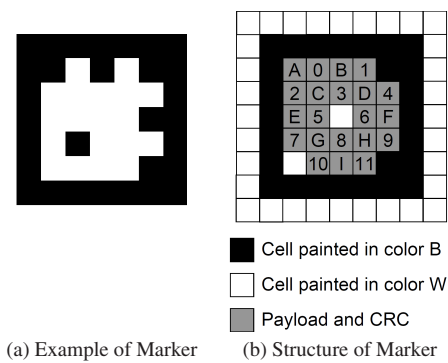 A 0 B 1
2 C 3 D 4
E 5 6 F
7 G 8 H 9
10 I 11
Cell painted in color B
Cell painted in color W
Payload and CRC
(a) Example of Marker (b) Structure of Marker